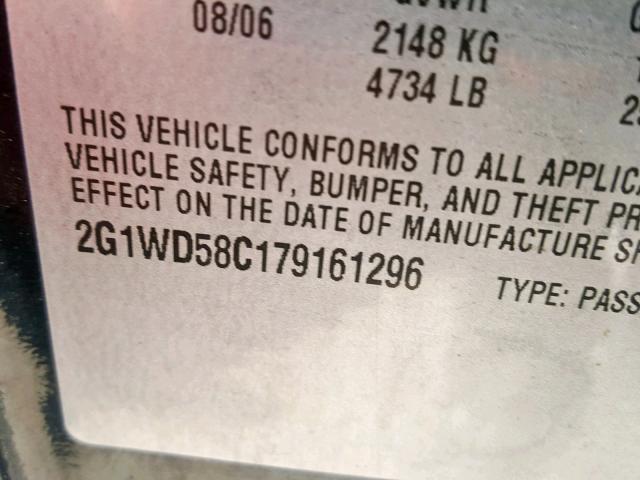 08/06
2148 KG
4734 LB
THIS VEHICLE CONFORMS TO ALL
VEHICLE SAFETY, BUMPER, AND THEFT
EFFECT ON THE DATE OF MANUFACTURE
2G1WD58C179161296
TYPE: PASS